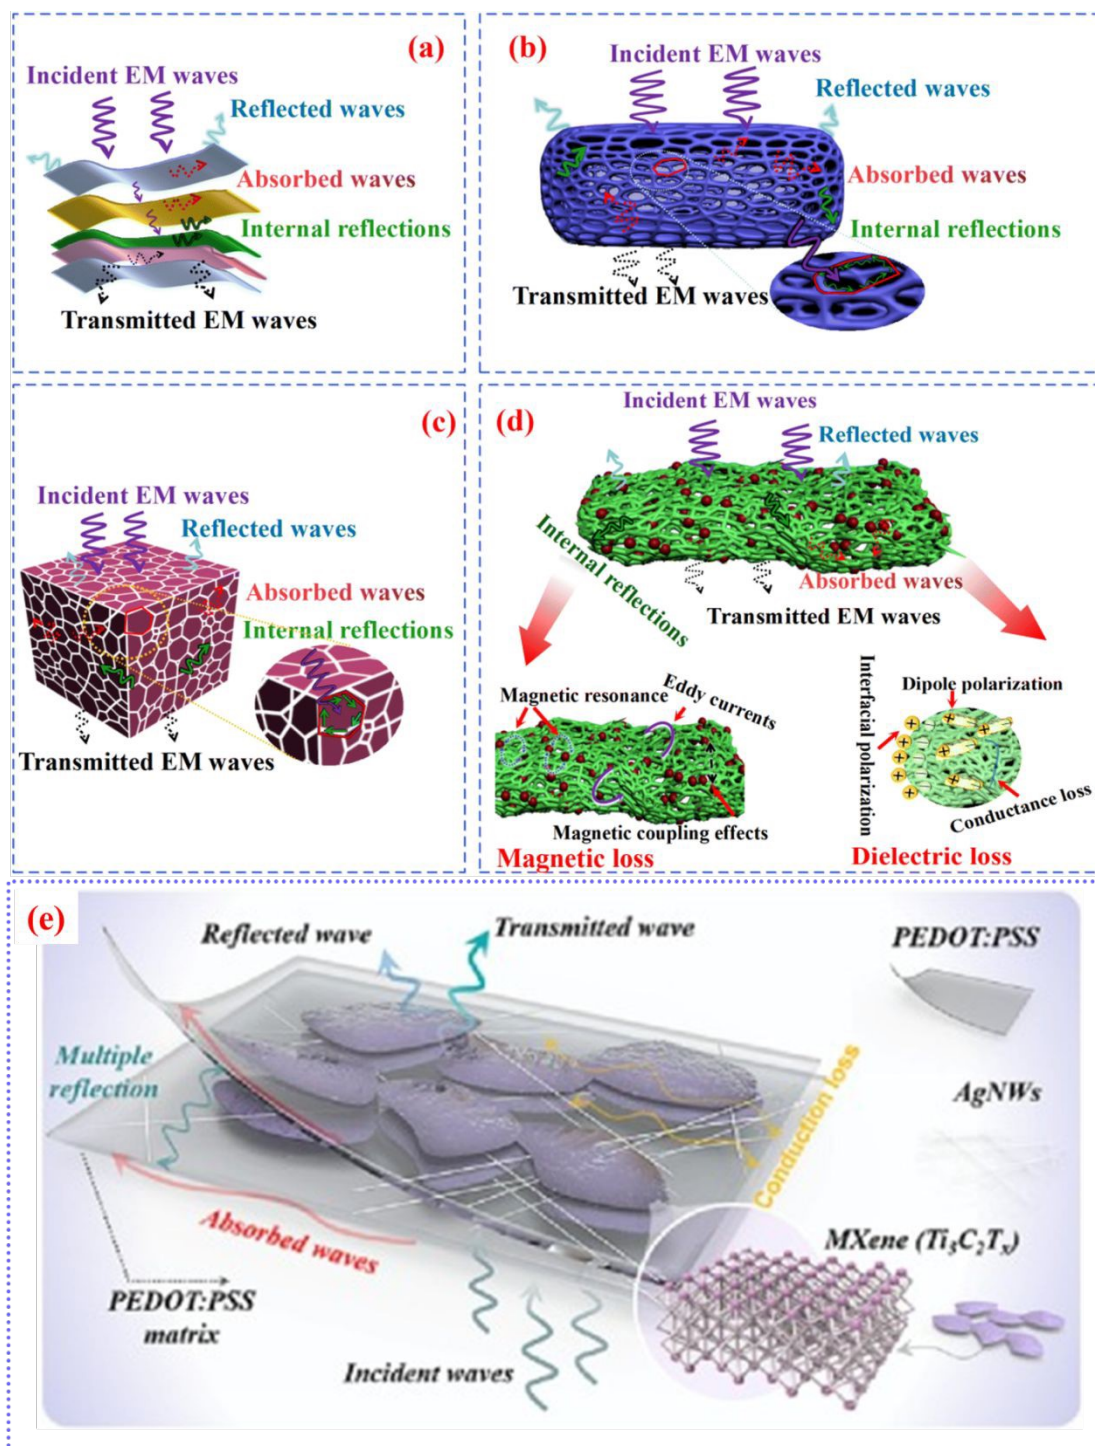 (a)
Incident EM waves
Reflected waves
Absorbed waves
Internal reflections
Transmitted EM waves
(b)
Incident EM waves
Reflected waves
Absorbed waves
Internal reflections
Transmitted EM waves
(c)
Incident EM waves
Reflected waves
Absorbed waves
Internal reflections
Transmitted EM waves
(d)
Incident EM waves
Reflected waves
Internal reflections
Absorbed waves
Transmitted EM waves
Magnetic resonance
Eddy currents
Magnetic coupling effects
Magnetic loss
Interfacial polarization
Dipole polarization
Conductance loss
Dielectric loss
(e)
Reflected wave
Transmitted wave
PEDOT:PSS
Multiple
reflection
AgNWs
Conduction loss
Absorbed waves
MXene (Ti₃C₂Tₓ)
PEDOT:PSS
matrix
Incident waves